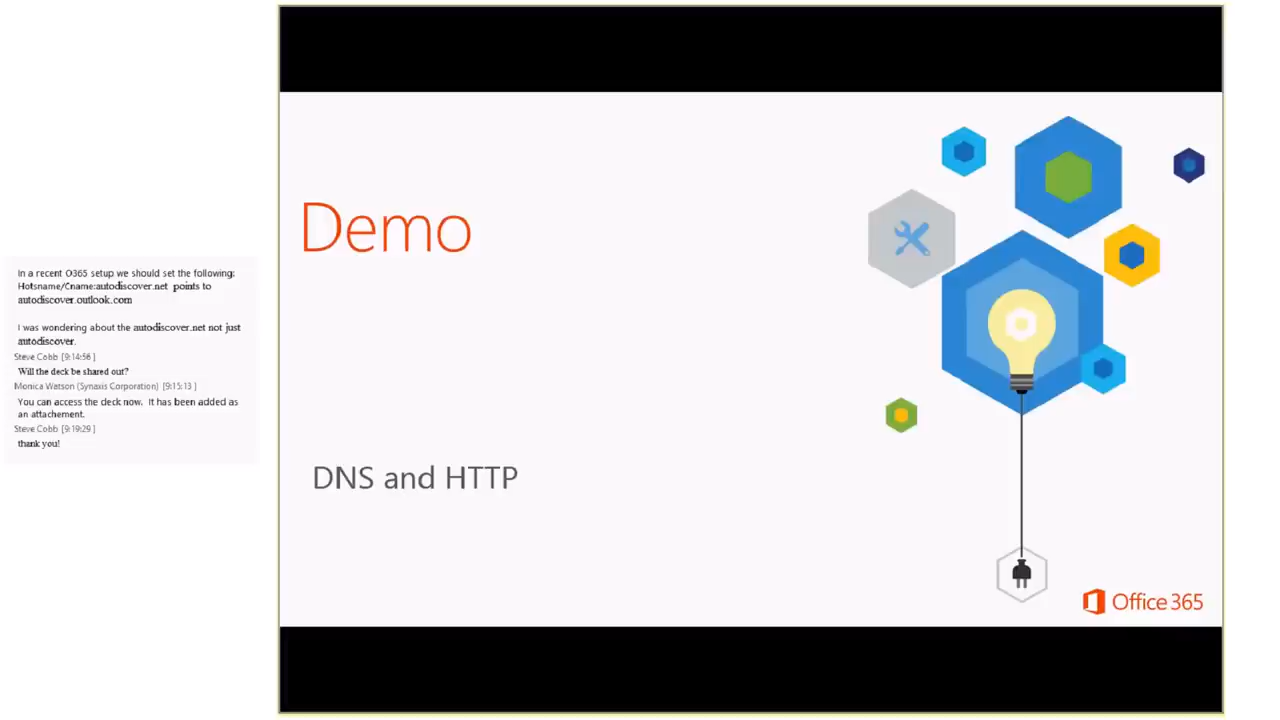 In a recent O365 setup we should set the following:
Hotsname/Cname:autodiscover.net points to
autodiscover.outlook.com
I was wondering about the autodiscover.net not just
autodiscover.
Steve Cobb [9:14:56 ]
Will the deck be shared out?
Monica Watson (Synaxis Corporation) [9:15:13 ]
You can access the deck now. It has been added as
an attachement.
Steve Cobb [9:19:29 ]
thank you!
Demo
DNS and HTTP
Office 365